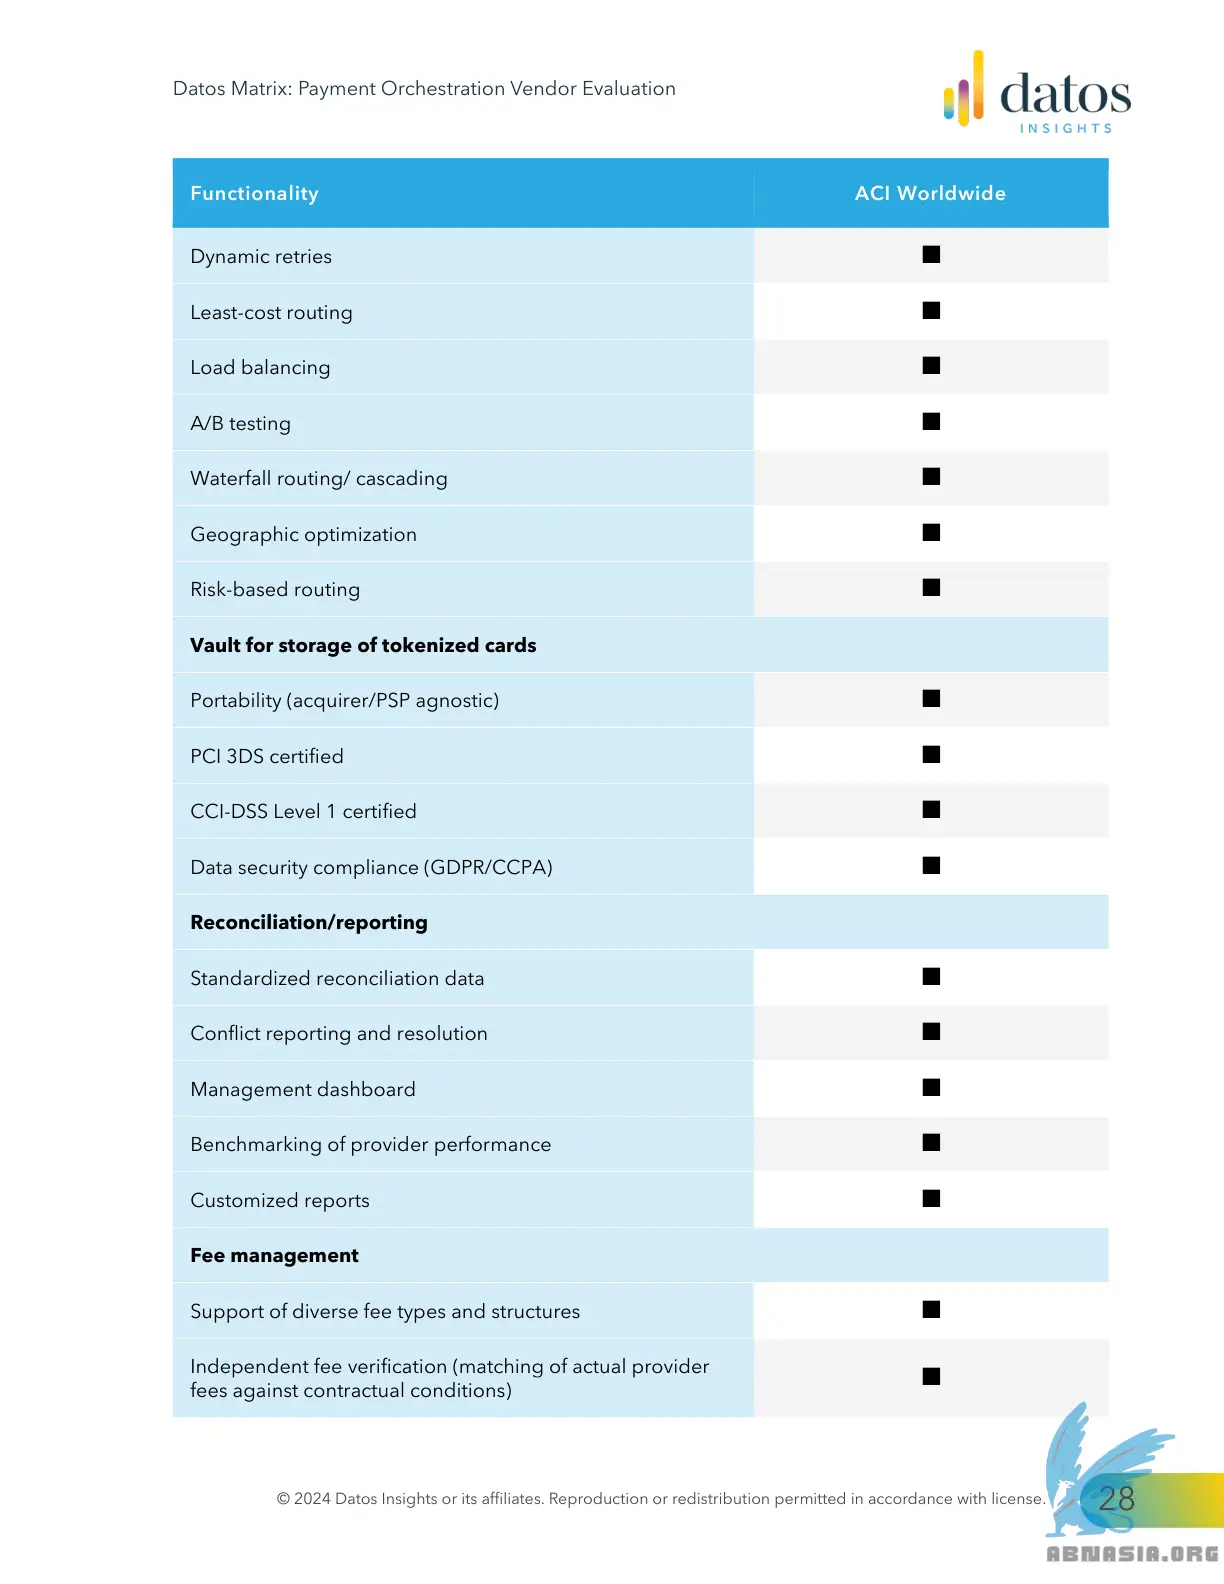 Datos Matrix: Payment Orchestration Vendor Evaluation
datos
INSIGHTS
Functionality ACI Worldwide
Dynamic retries ■
Least-cost routing ■
Load balancing ■
A/B testing ■
Waterfall routing/ cascading ■
Geographic optimization ■
Risk-based routing ■
Vault for storage of tokenized cards
Portability (acquirer/PSP agnostic) ■
PCI 3DS certified ■
CCI-DSS Level 1 certified ■
Data security compliance (GDPR/CCPA) ■
Reconciliation/reporting
Standardized reconciliation data ■
Conflict reporting and resolution ■
Management dashboard ■
Benchmarking of provider performance ■
Customized reports ■
Fee management
Support of diverse fee types and structures ■
Independent fee verification (matching of actual provider
fees against contractual conditions) ■
© 2024 Datos Insights or its affiliates. Reproduction or redistribution permitted in accordance with license.
28
ABNASIA.ORG